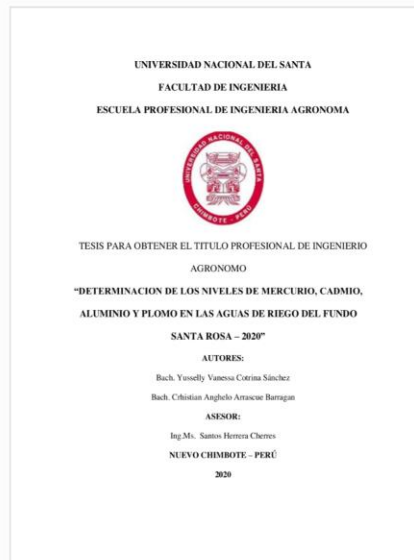 UNIVERSIDAD NACIONAL DEL SANTA
FACULTAD DE INGENIERIA
ESCUELA PROFESIONAL DE INGENIERIA AGRONOMA
UNIVERSIDAD NACIONAL DEL SANTA
CHIMBOTE - PERÚ
TESIS PARA OBTENER EL TITULO PROFESIONAL DE INGENIERIO
AGRONOMO
“DETERMINACION DE LOS NIVELES DE MERCURIO, CADMIO,
ALUMINIO Y PLOMO EN LAS AGUAS DE RIEGO DEL FUNDO
SANTA ROSA – 2020”
AUTORES:
Bach. Yusselly Vanessa Cotrina Sánchez
Bach. Crhistian Anghelo Arrascue Barragan
ASESOR:
Ing.Ms. Santos Herrera Cherres
NUEVO CHIMBOTE – PERÚ
2020